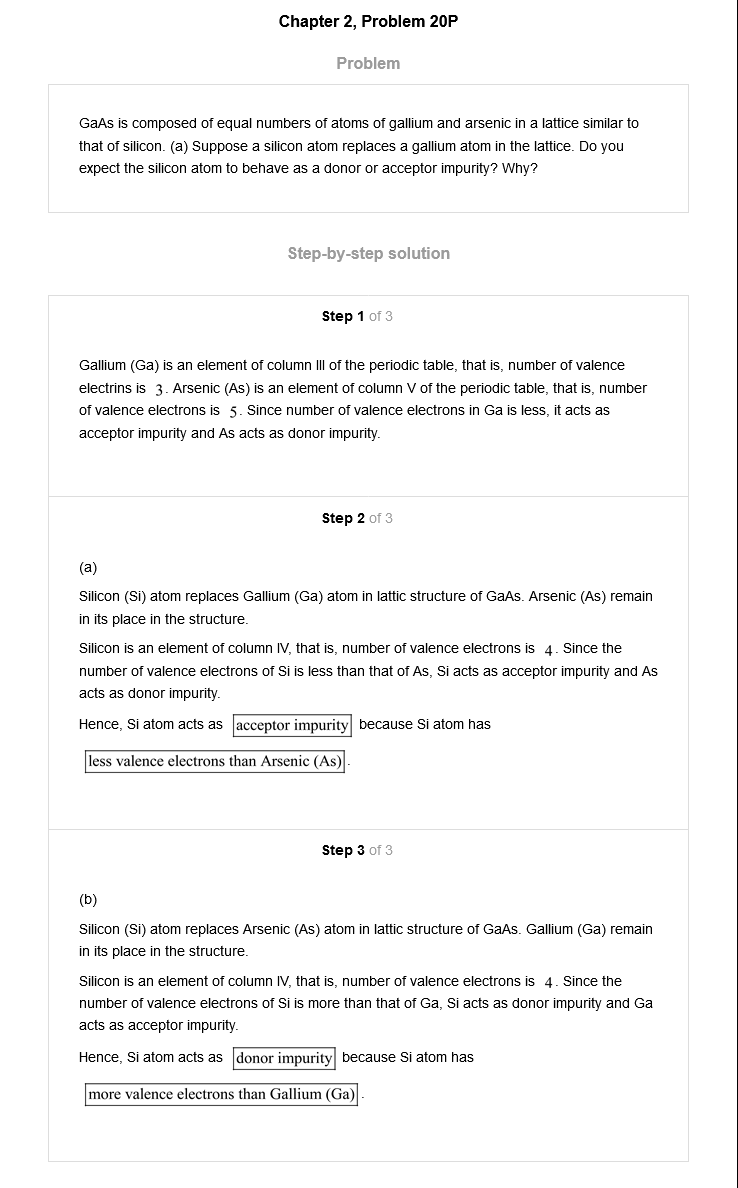 Chapter 2, Problem 20P
Problem
GaAs is composed of equal numbers of atoms of gallium and arsenic in a lattice similar to
that of silicon. (a) Suppose a silicon atom replaces a gallium atom in the lattice. Do you
expect the silicon atom to behave as a donor or acceptor impurity? Why?
Step-by-step solution
Step 1 of 3
Gallium (Ga) is an element of column III of the periodic table, that is, number of valence
electrins is 3. Arsenic (As) is an element of column V of the periodic table, that is, number
of valence electrons is 5. Since number of valence electrons in Ga is less, it acts as
acceptor impurity and As acts as donor impurity.
Step 2 of 3
(a)
Silicon (Si) atom replaces Gallium (Ga) atom in lattic structure of GaAs. Arsenic (As) remain
in its place in the structure.
Silicon is an element of column IV, that is, number of valence electrons is 4. Since the
number of valence electrons of Si is less than that of As, Si acts as acceptor impurity and As
acts as donor impurity.
Hence, Si atom acts as acceptor impurity because Si atom has
less valence electrons than Arsenic (As).
Step 3 of 3
(b)
Silicon (Si) atom replaces Arsenic (As) atom in lattic structure of GaAs. Gallium (Ga) remain
in its place in the structure.
Silicon is an element of column IV, that is, number of valence electrons is 4. Since the
number of valence electrons of Si is more than that of Ga, Si acts as donor impurity and Ga
acts as acceptor impurity.
Hence, Si atom acts as donor impurity because Si atom has
more valence electrons than Gallium (Ga).